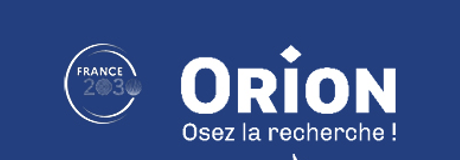 FRANCE
2030
ORION
Osez la recherche !